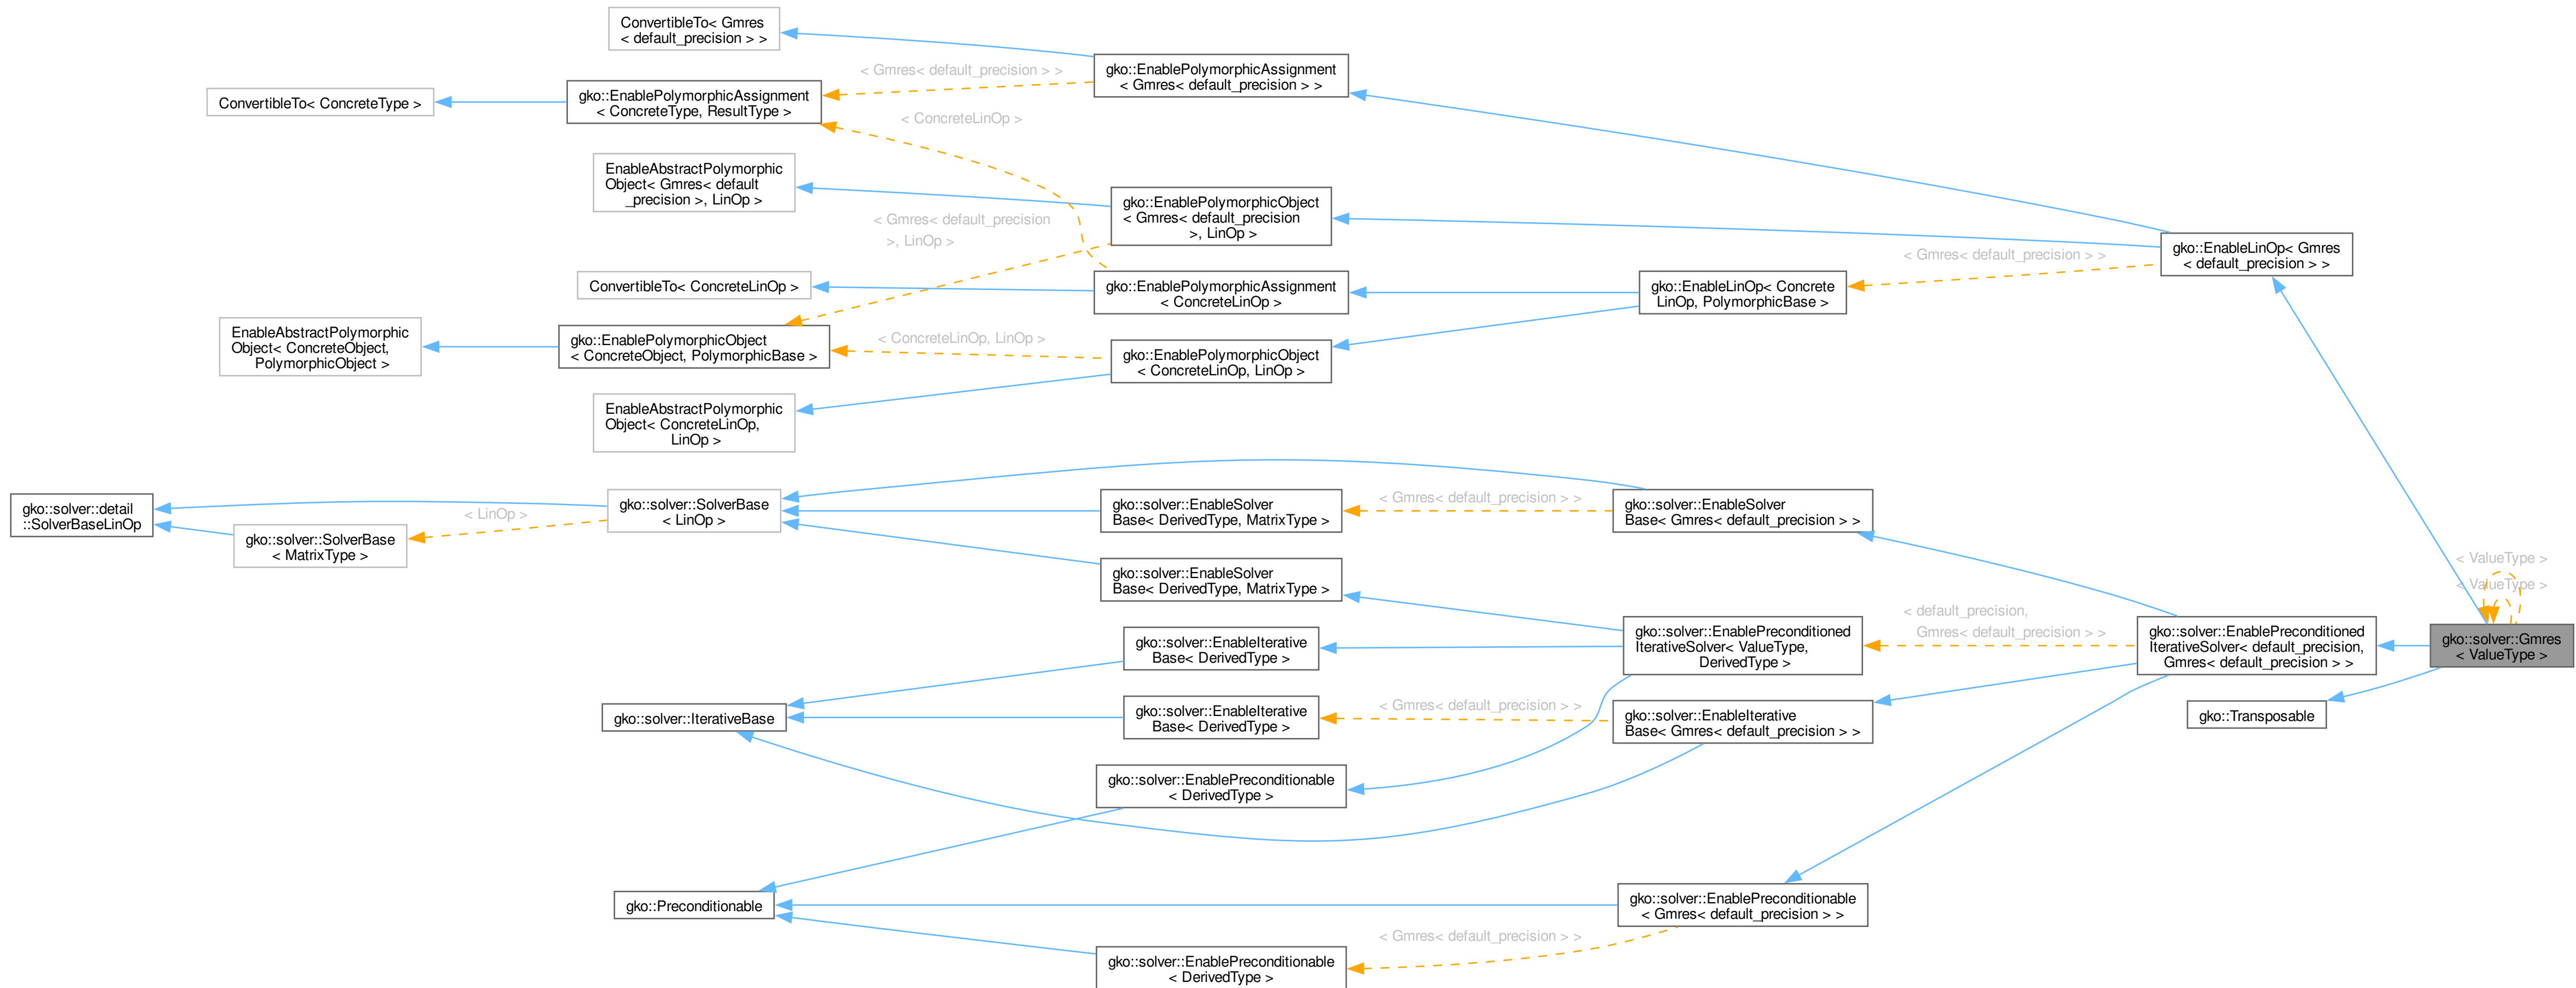 ConvertibleTo< Gmres
< default_precision > >
gko::EnablePolymorphicAssignment
< Gmres< default_precision > >
< Gmres< default_precision > >
gko::EnablePolymorphicAssignment
< ConcreteType, ResultType >
ConvertibleTo< ConcreteType >
< ConcreteLinOp >
EnableAbstractPolymorphic
Object< Gmres< default
_precision >, LinOp >
gko::EnablePolymorphicObject
< Gmres< default_precision
>, LinOp >
< Gmres< default_precision
>, LinOp >
gko::EnableLinOp< Gmres
< default_precision > >
< Gmres< default_precision > >
ConvertibleTo< ConcreteLinOp >
gko::EnablePolymorphicAssignment
< ConcreteLinOp >
gko::EnableLinOp< Concrete
LinOp, PolymorphicBase >
EnableAbstractPolymorphic
Object< ConcreteObject,
PolymorphicObject >
gko::EnablePolymorphicObject
< ConcreteObject, PolymorphicBase >
< ConcreteLinOp, LinOp >
gko::EnablePolymorphicObject
< ConcreteLinOp, LinOp >
EnableAbstractPolymorphic
Object< ConcreteLinOp,
LinOp >
gko::solver::detail
::SolverBaseLinOp
gko::solver::SolverBase
< MatrixType >
< LinOp >
gko::solver::SolverBase
< LinOp >
gko::solver::EnableSolver
Base< DerivedType, MatrixType >
< Gmres< default_precision > >
gko::solver::EnableSolver
Base< Gmres< default_precision > >
gko::solver::EnableSolver
Base< DerivedType, MatrixType >
< ValueType >
< ValueType >
gko::solver::EnableIterative
Base< DerivedType >
gko::solver::EnablePreconditioned
IterativeSolver< ValueType,
DerivedType >
< default_precision,
Gmres< default_precision > >
gko::solver::EnablePreconditioned
IterativeSolver< default_precision,
Gmres< default_precision > >
gko::solver::Gmres
< ValueType >
gko::solver::IterativeBase
gko::solver::EnableIterative
Base< DerivedType >
< Gmres< default_precision > >
gko::solver::EnableIterative
Base< Gmres< default_precision > >
gko::Transposable
gko::solver::EnablePreconditionable
< DerivedType >
gko::Preconditionable
gko::solver::EnablePreconditionable
< Gmres< default_precision > >
< Gmres< default_precision > >
gko::solver::EnablePreconditionable
< DerivedType >